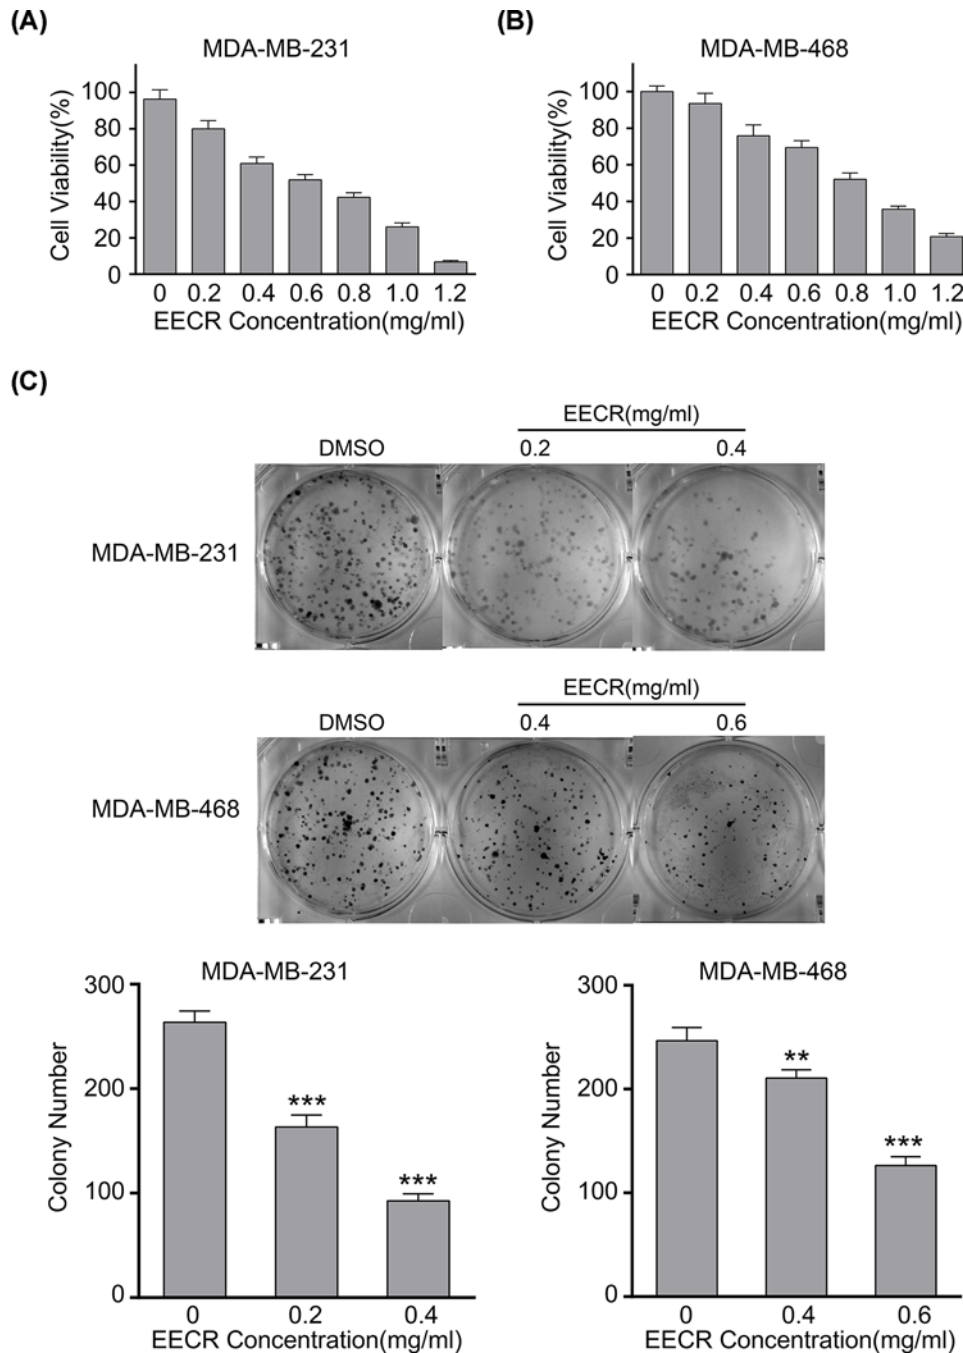 (A)
MDA-MB-231
Cell Viability(%)
100
80
60
40
20
0
0 0.2 0.4 0.6 0.8 1.0 1.2
EECR Concentration(mg/ml)
(B)
MDA-MB-468
Cell Viability(%)
100
80
60
40
20
0
0 0.2 0.4 0.6 0.8 1.0 1.2
EECR Concentration(mg/ml)
(C)
EECR(mg/ml)
DMSO 0.2 0.4
MDA-MB-231
EECR(mg/ml)
DMSO 0.4 0.6
MDA-MB-468
MDA-MB-231
Colony Number
300
200
100
0
***
***
0 0.2 0.4
EECR Concentration(mg/ml)
MDA-MB-468
Colony Number
300
200
100
0
**
***
0 0.4 0.6
EECR Concentration(mg/ml)